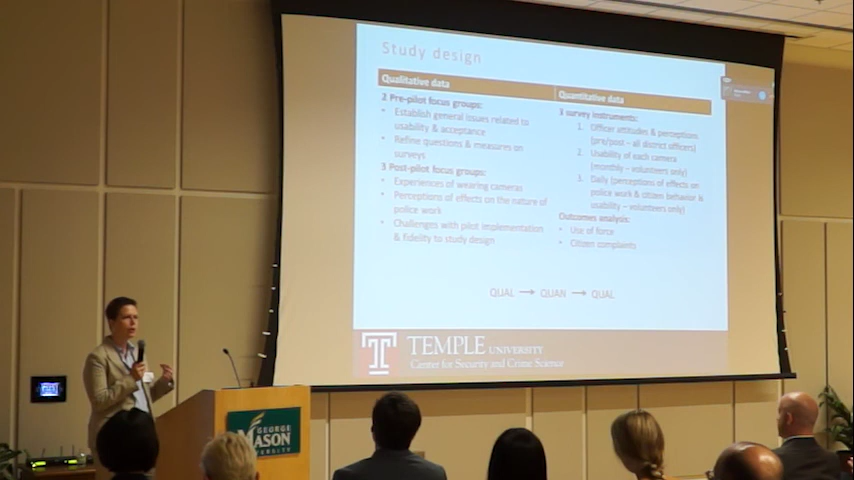 Study design
Qualitative data
2 Pre-pilot focus groups:
• Establish general issues related to
usability & acceptance
• Refine questions & measures on
surveys
3 Post-pilot focus groups:
• Experiences of wearing cameras
• Perceptions of effects on the nature of
police work
• Challenges with pilot implementation
& fidelity to study design
Quantitative data
3 survey instruments:
1. Officer attitudes & perceptions
(pre/post – all district officers)
2. Usability of each camera
(monthly – volunteers only)
3. Daily (perceptions of effects on
police work & citizen behavior &
usability – volunteers only)
Outcomes analysis:
• Use of force
• Citizen complaints
QUAL → QUAN → QUAL
T TEMPLE UNIVERSITY
Center for Security and Crime Science
GEORGE
MASON
UNIVERSITY